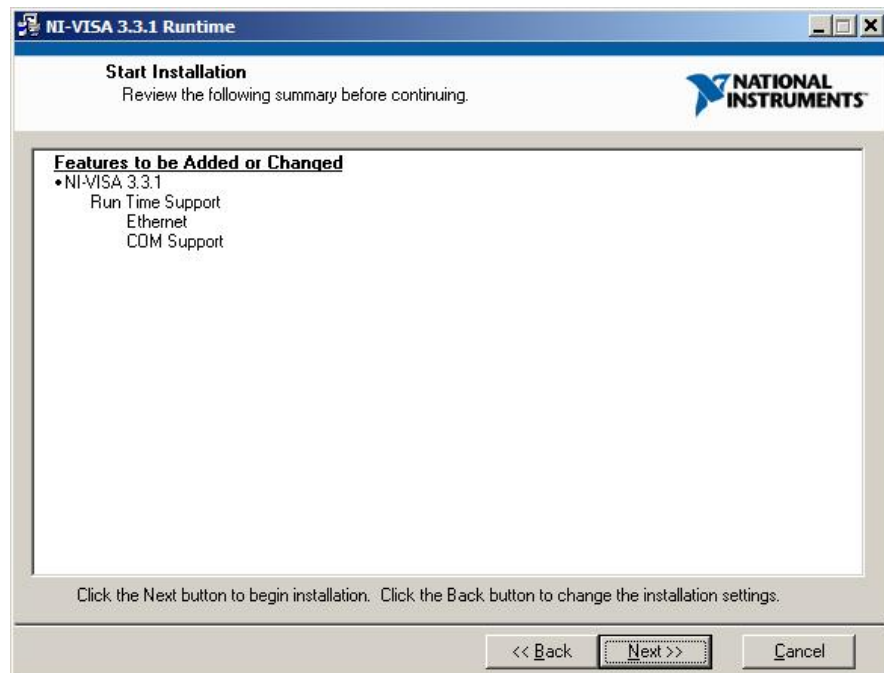 NI-VISA 3.3.1 Runtime
Start Installation
Review the following summary before continuing.
NATIONAL
INSTRUMENTS
Features to be Added or Changed
•NI-VISA 3.3.1
Run Time Support
Ethernet
COM Support
Click the Next button to begin installation. Click the Back button to change the installation settings.
<< Back Next >> Cancel